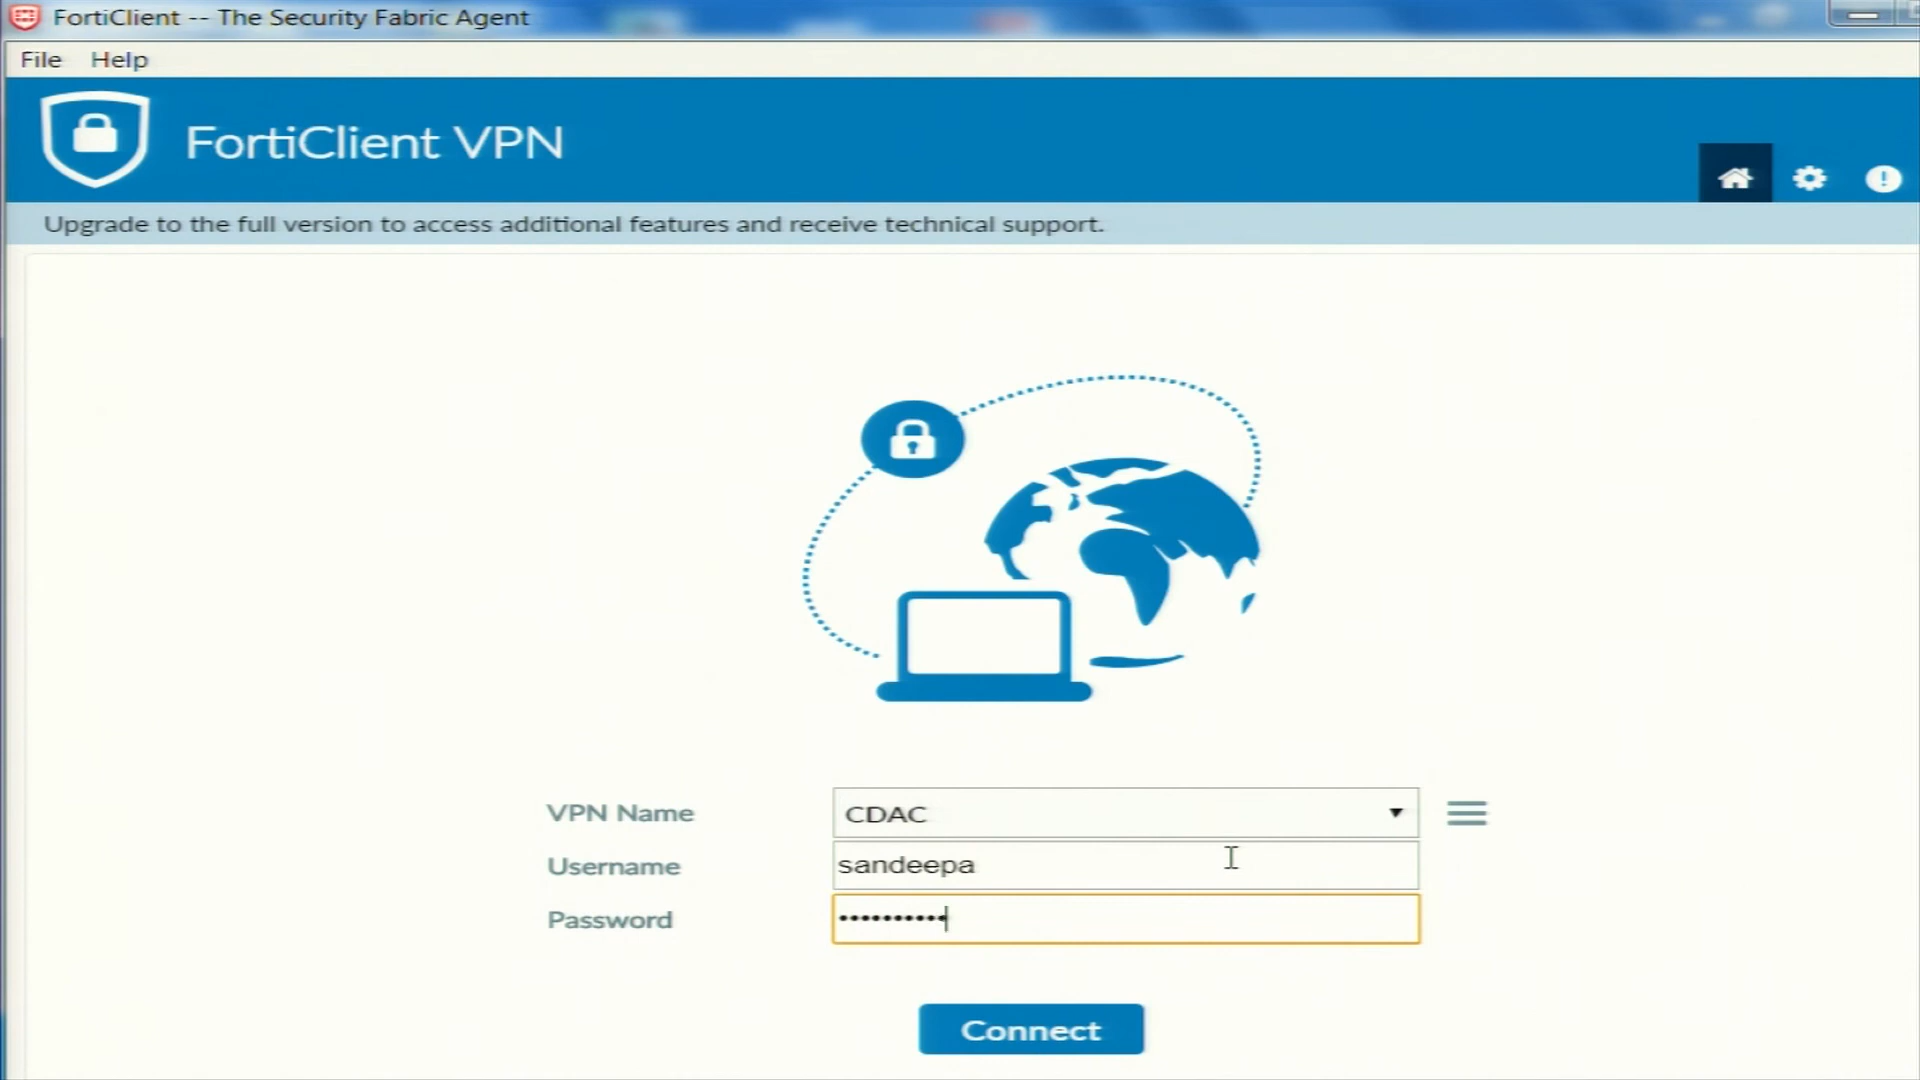 FortiClient -- The Security Fabric Agent
File Help
FortiClient VPN
Upgrade to the full version to access additional features and receive technical support.
VPN Name CDAC
Username sandeepa
Password ••••••••••
Connect